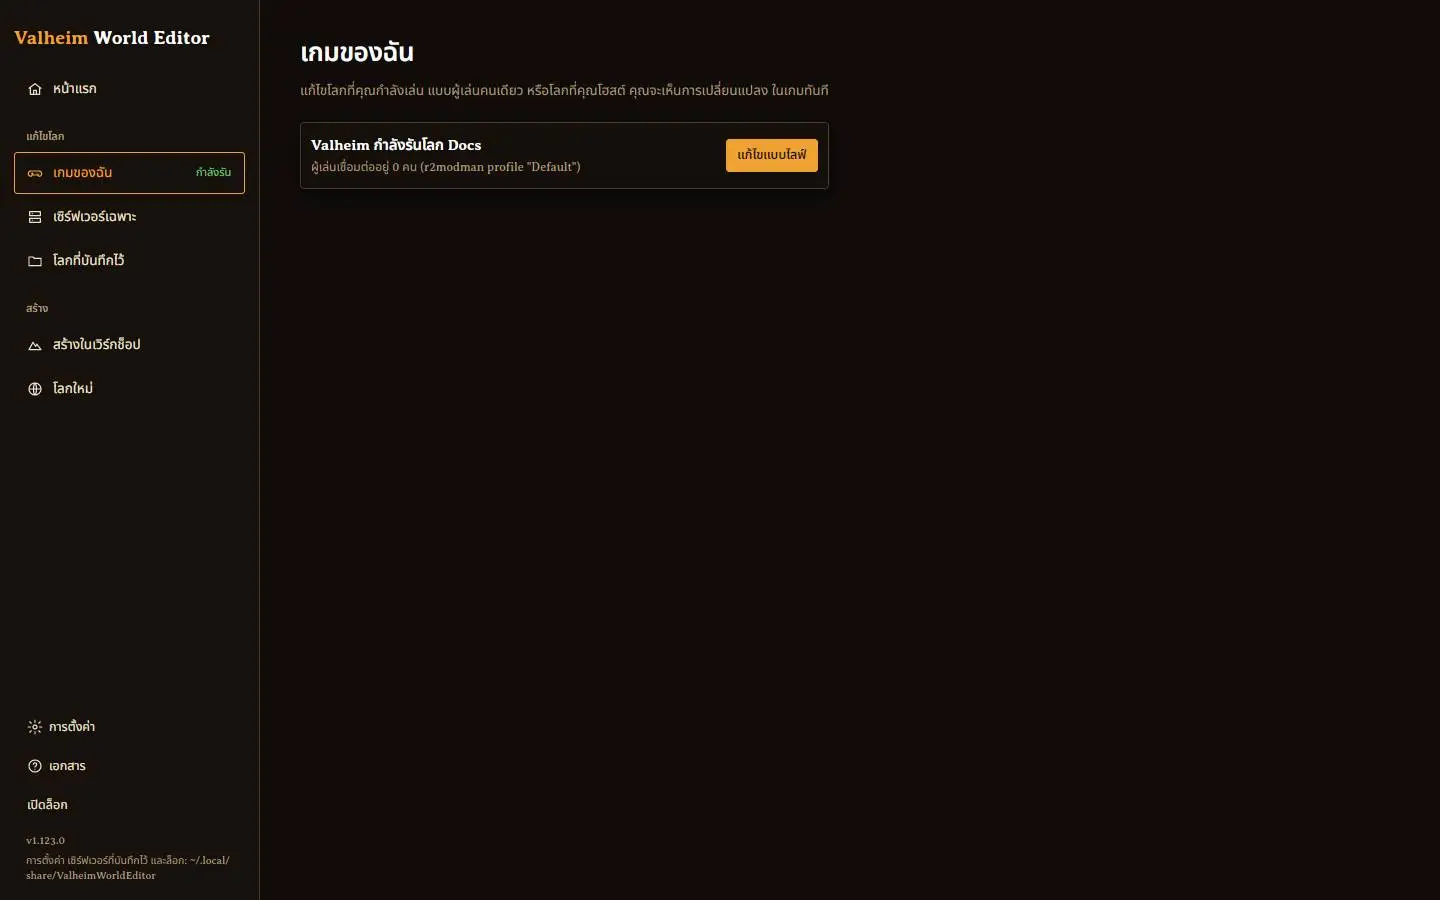 Valheim World Editor
หน้าแรก
แก้ไขโลก
เกมของฉัน
กำลังรัน
เซิร์ฟเวอร์เฉพาะ
โลกที่บันทึกไว้
สร้าง
สร้างในเวิร์กช็อป
โลกใหม่
การตั้งค่า
เอกสาร
เปิดล็อก
v1.123.0
การตั้งค่า เซิร์ฟเวอร์ที่บันทึกไว้ และล็อก: ~/.local/
share/ValheimWorldEditor
เกมของฉัน
แก้ไขโลกที่คุณกำลังเล่น แบบผู้เล่นคนเดียว หรือโลกที่คุณโฮสต์ คุณจะเห็นการเปลี่ยนแปลง ในเกมทันที
Valheim กำลังรันโลก Docs
ผู้เล่นเชื่อมต่ออยู่ 0 คน (r2modman profile "Default")
แก้ไขแบบไลฟ์